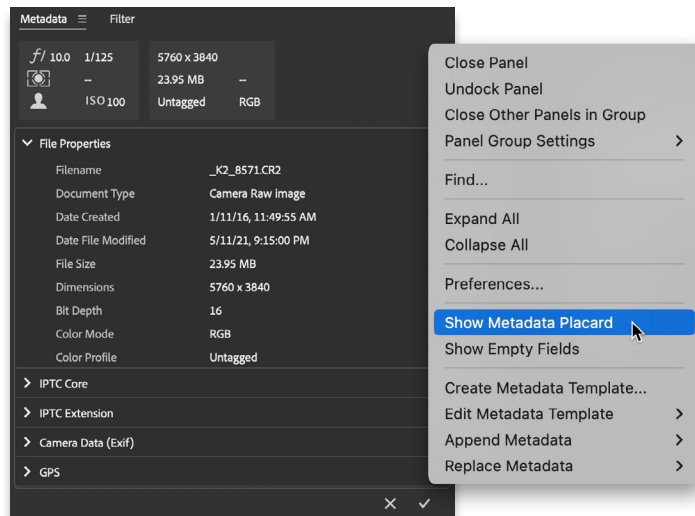 Metadata Filter
ƒ/ 10.0 1/125
--
ISO 100
5760 x 3840
23.95 MB --
Untagged RGB
File Properties
Filename _K2_8571.CR2
Document Type Camera Raw image
Date Created 1/11/16, 11:49:55 AM
Date File Modified 5/11/21, 9:15:00 PM
File Size 23.95 MB
Dimensions 5760 x 3840
Bit Depth 16
Color Mode RGB
Color Profile Untagged
IPTC Core
IPTC Extension
Camera Data (Exif)
GPS
Close Panel
Undock Panel
Close Other Panels in Group
Panel Group Settings
Find...
Expand All
Collapse All
Preferences...
Show Metadata Placard
Show Empty Fields
Create Metadata Template...
Edit Metadata Template
Append Metadata
Replace Metadata